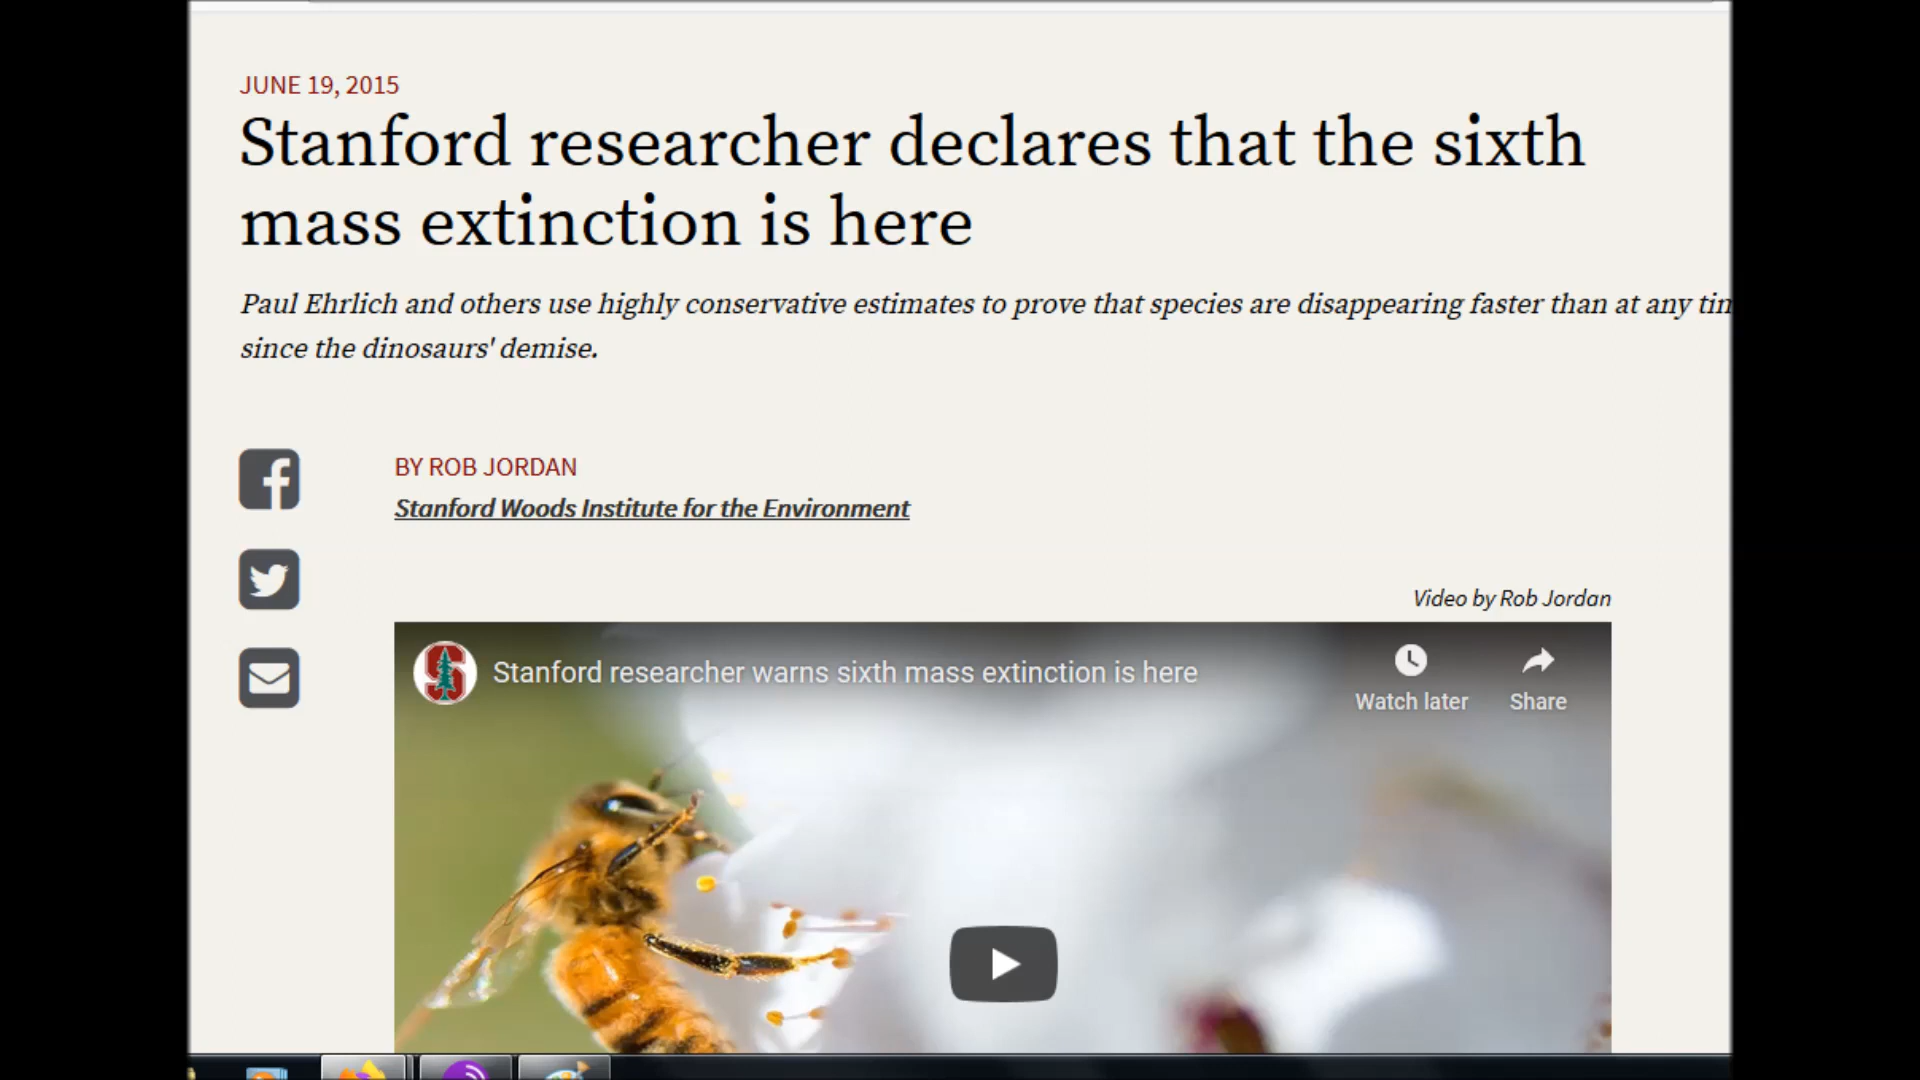 JUNE 19, 2015
Stanford researcher declares that the sixth
mass extinction is here
Paul Ehrlich and others use highly conservative estimates to prove that species are disappearing faster than at any
since the dinosaurs' demise.
BY ROB JORDAN
Stanford Woods Institute for the Environment
Video by Rob Jordan
Stanford researcher warns sixth mass extinction is here
Watch later
Share